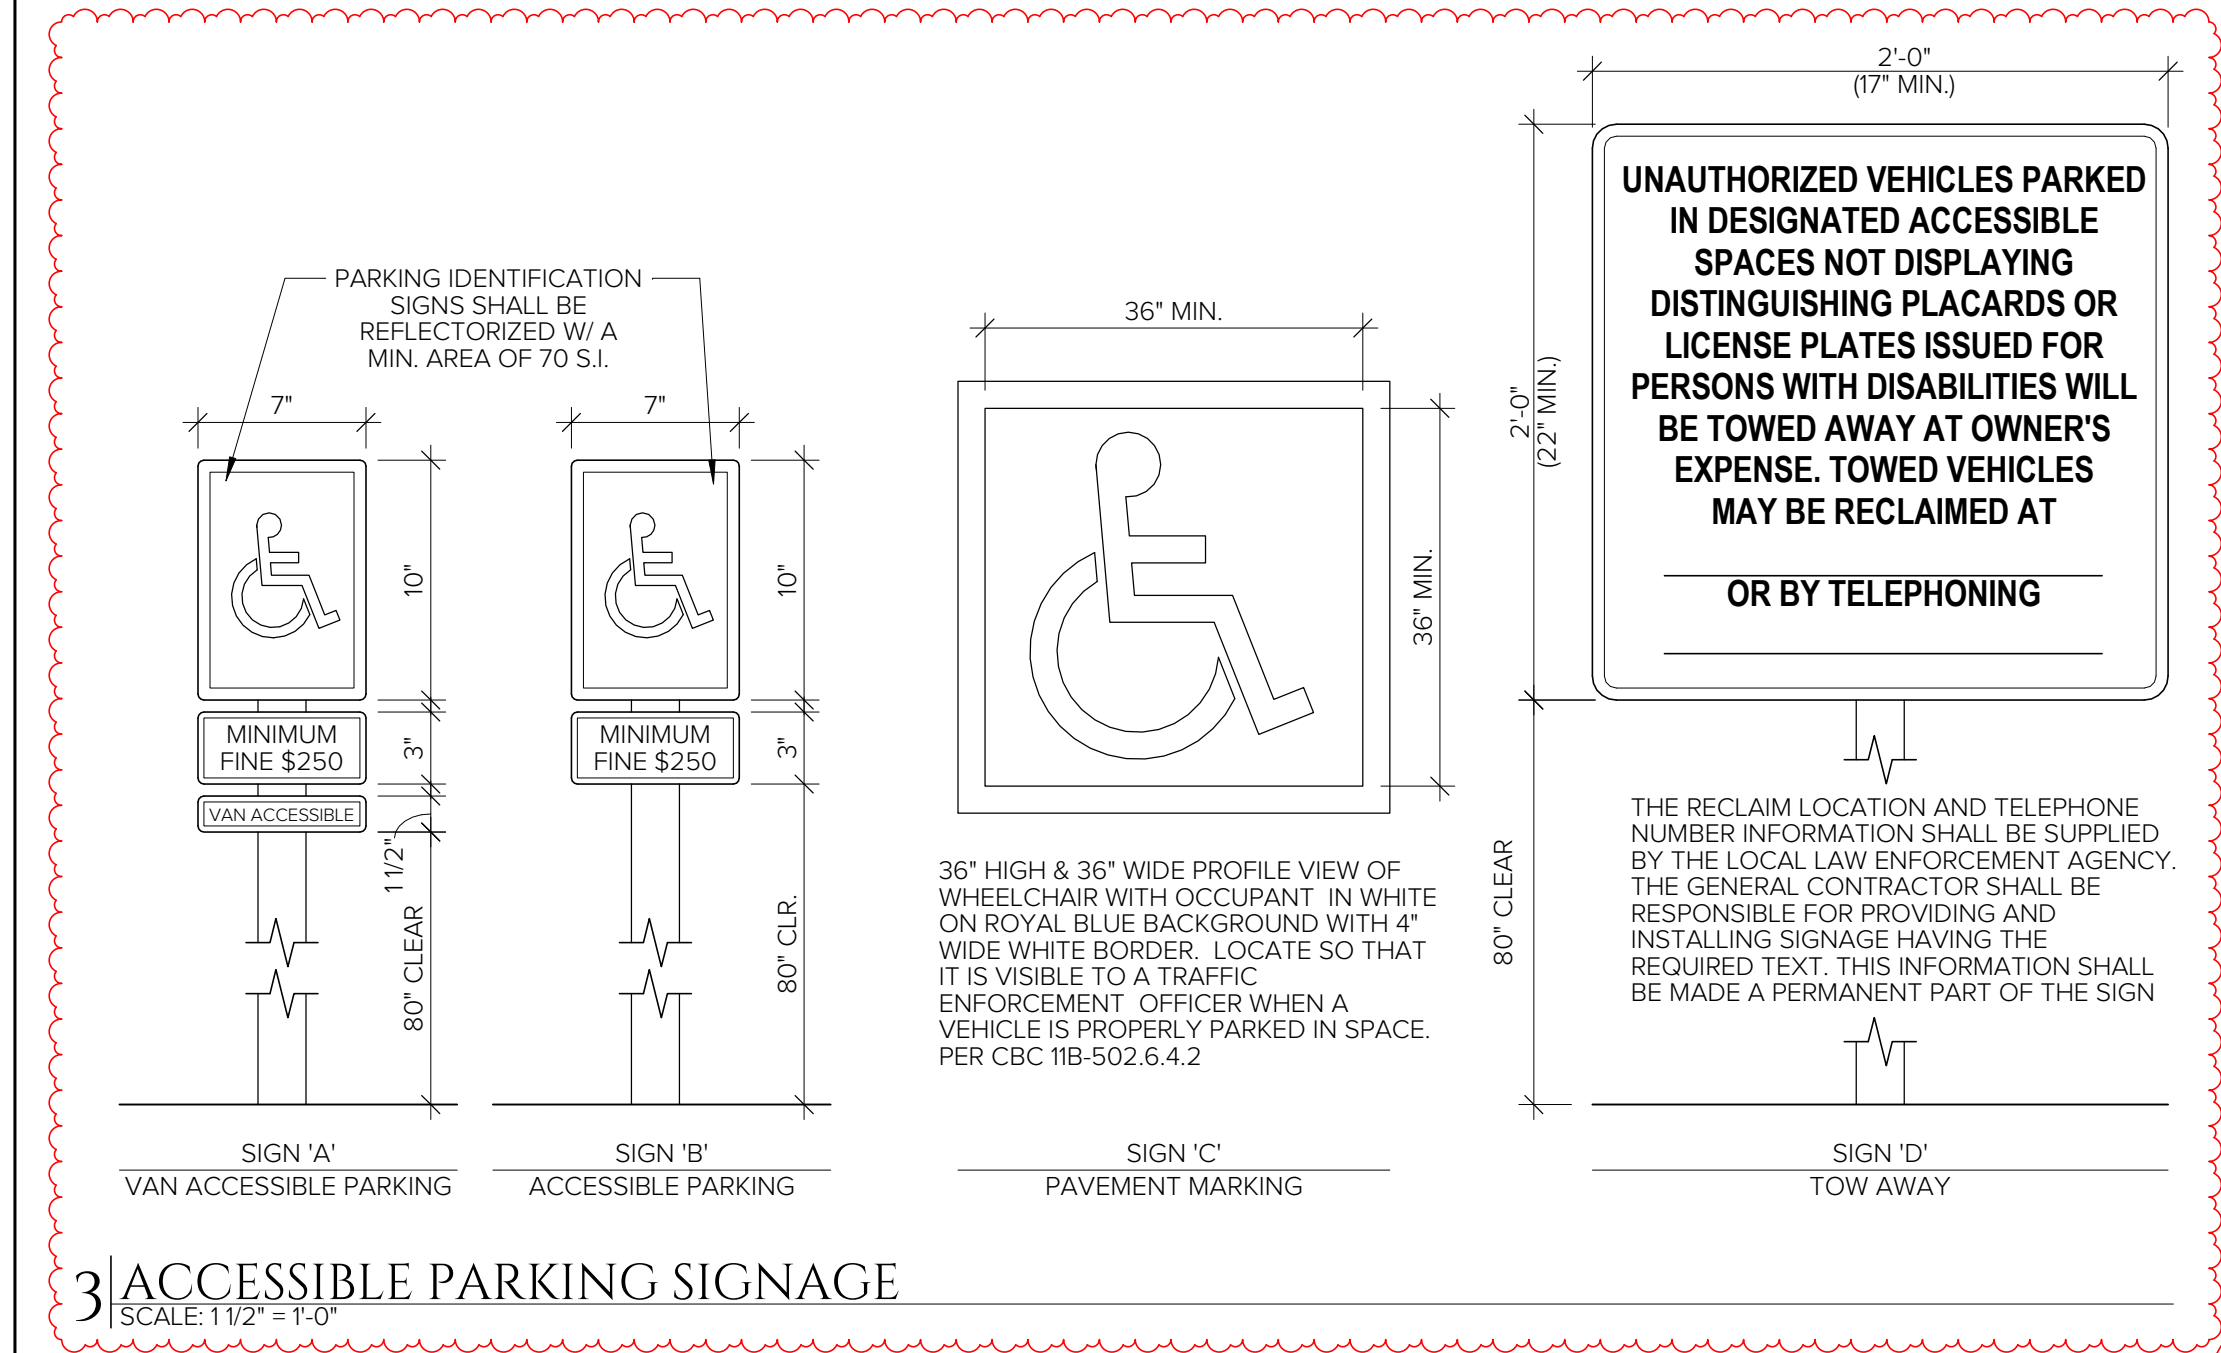 PARKING IDENTIFICATION
SIGNS SHALL BE
REFLECTORIZED W/ A
MIN. AREA OF 70 S.I.
7"
10"
MINIMUM
FINE $250
3"
VAN ACCESSIBLE
1 1/2"
80" CLEAR
SIGN 'A'
VAN ACCESSIBLE PARKING
7"
10"
MINIMUM
FINE $250
3"
80" CLR.
SIGN 'B'
ACCESSIBLE PARKING
36" MIN.
36" MIN.
36" HIGH & 36" WIDE PROFILE VIEW OF
WHEELCHAIR WITH OCCUPANT IN WHITE
ON ROYAL BLUE BACKGROUND WITH 4"
WIDE WHITE BORDER. LOCATE SO THAT
IT IS VISIBLE TO A TRAFFIC
ENFORCEMENT OFFICER WHEN A
VEHICLE IS PROPERLY PARKED IN SPACE.
PER CBC 11B-502.6.4.2
SIGN 'C'
PAVEMENT MARKING
2'-0"
(17" MIN.)
2'-0"
(22" MIN.)
UNAUTHORIZED VEHICLES PARKED
IN DESIGNATED ACCESSIBLE
SPACES NOT DISPLAYING
DISTINGUISHING PLACARDS OR
LICENSE PLATES ISSUED FOR
PERSONS WITH DISABILITIES WILL
BE TOWED AWAY AT OWNER'S
EXPENSE. TOWED VEHICLES
MAY BE RECLAIMED AT
OR BY TELEPHONING
80" CLEAR
THE RECLAIM LOCATION AND TELEPHONE
NUMBER INFORMATION SHALL BE SUPPLIED
BY THE LOCAL LAW ENFORCEMENT AGENCY.
THE GENERAL CONTRACTOR SHALL BE
RESPONSIBLE FOR PROVIDING AND
INSTALLING SIGNAGE HAVING THE
REQUIRED TEXT. THIS INFORMATION SHALL
BE MADE A PERMANENT PART OF THE SIGN
SIGN 'D'
TOW AWAY
3 ACCESSIBLE PARKING SIGNAGE
SCALE: 1 1/2" = 1'-0"